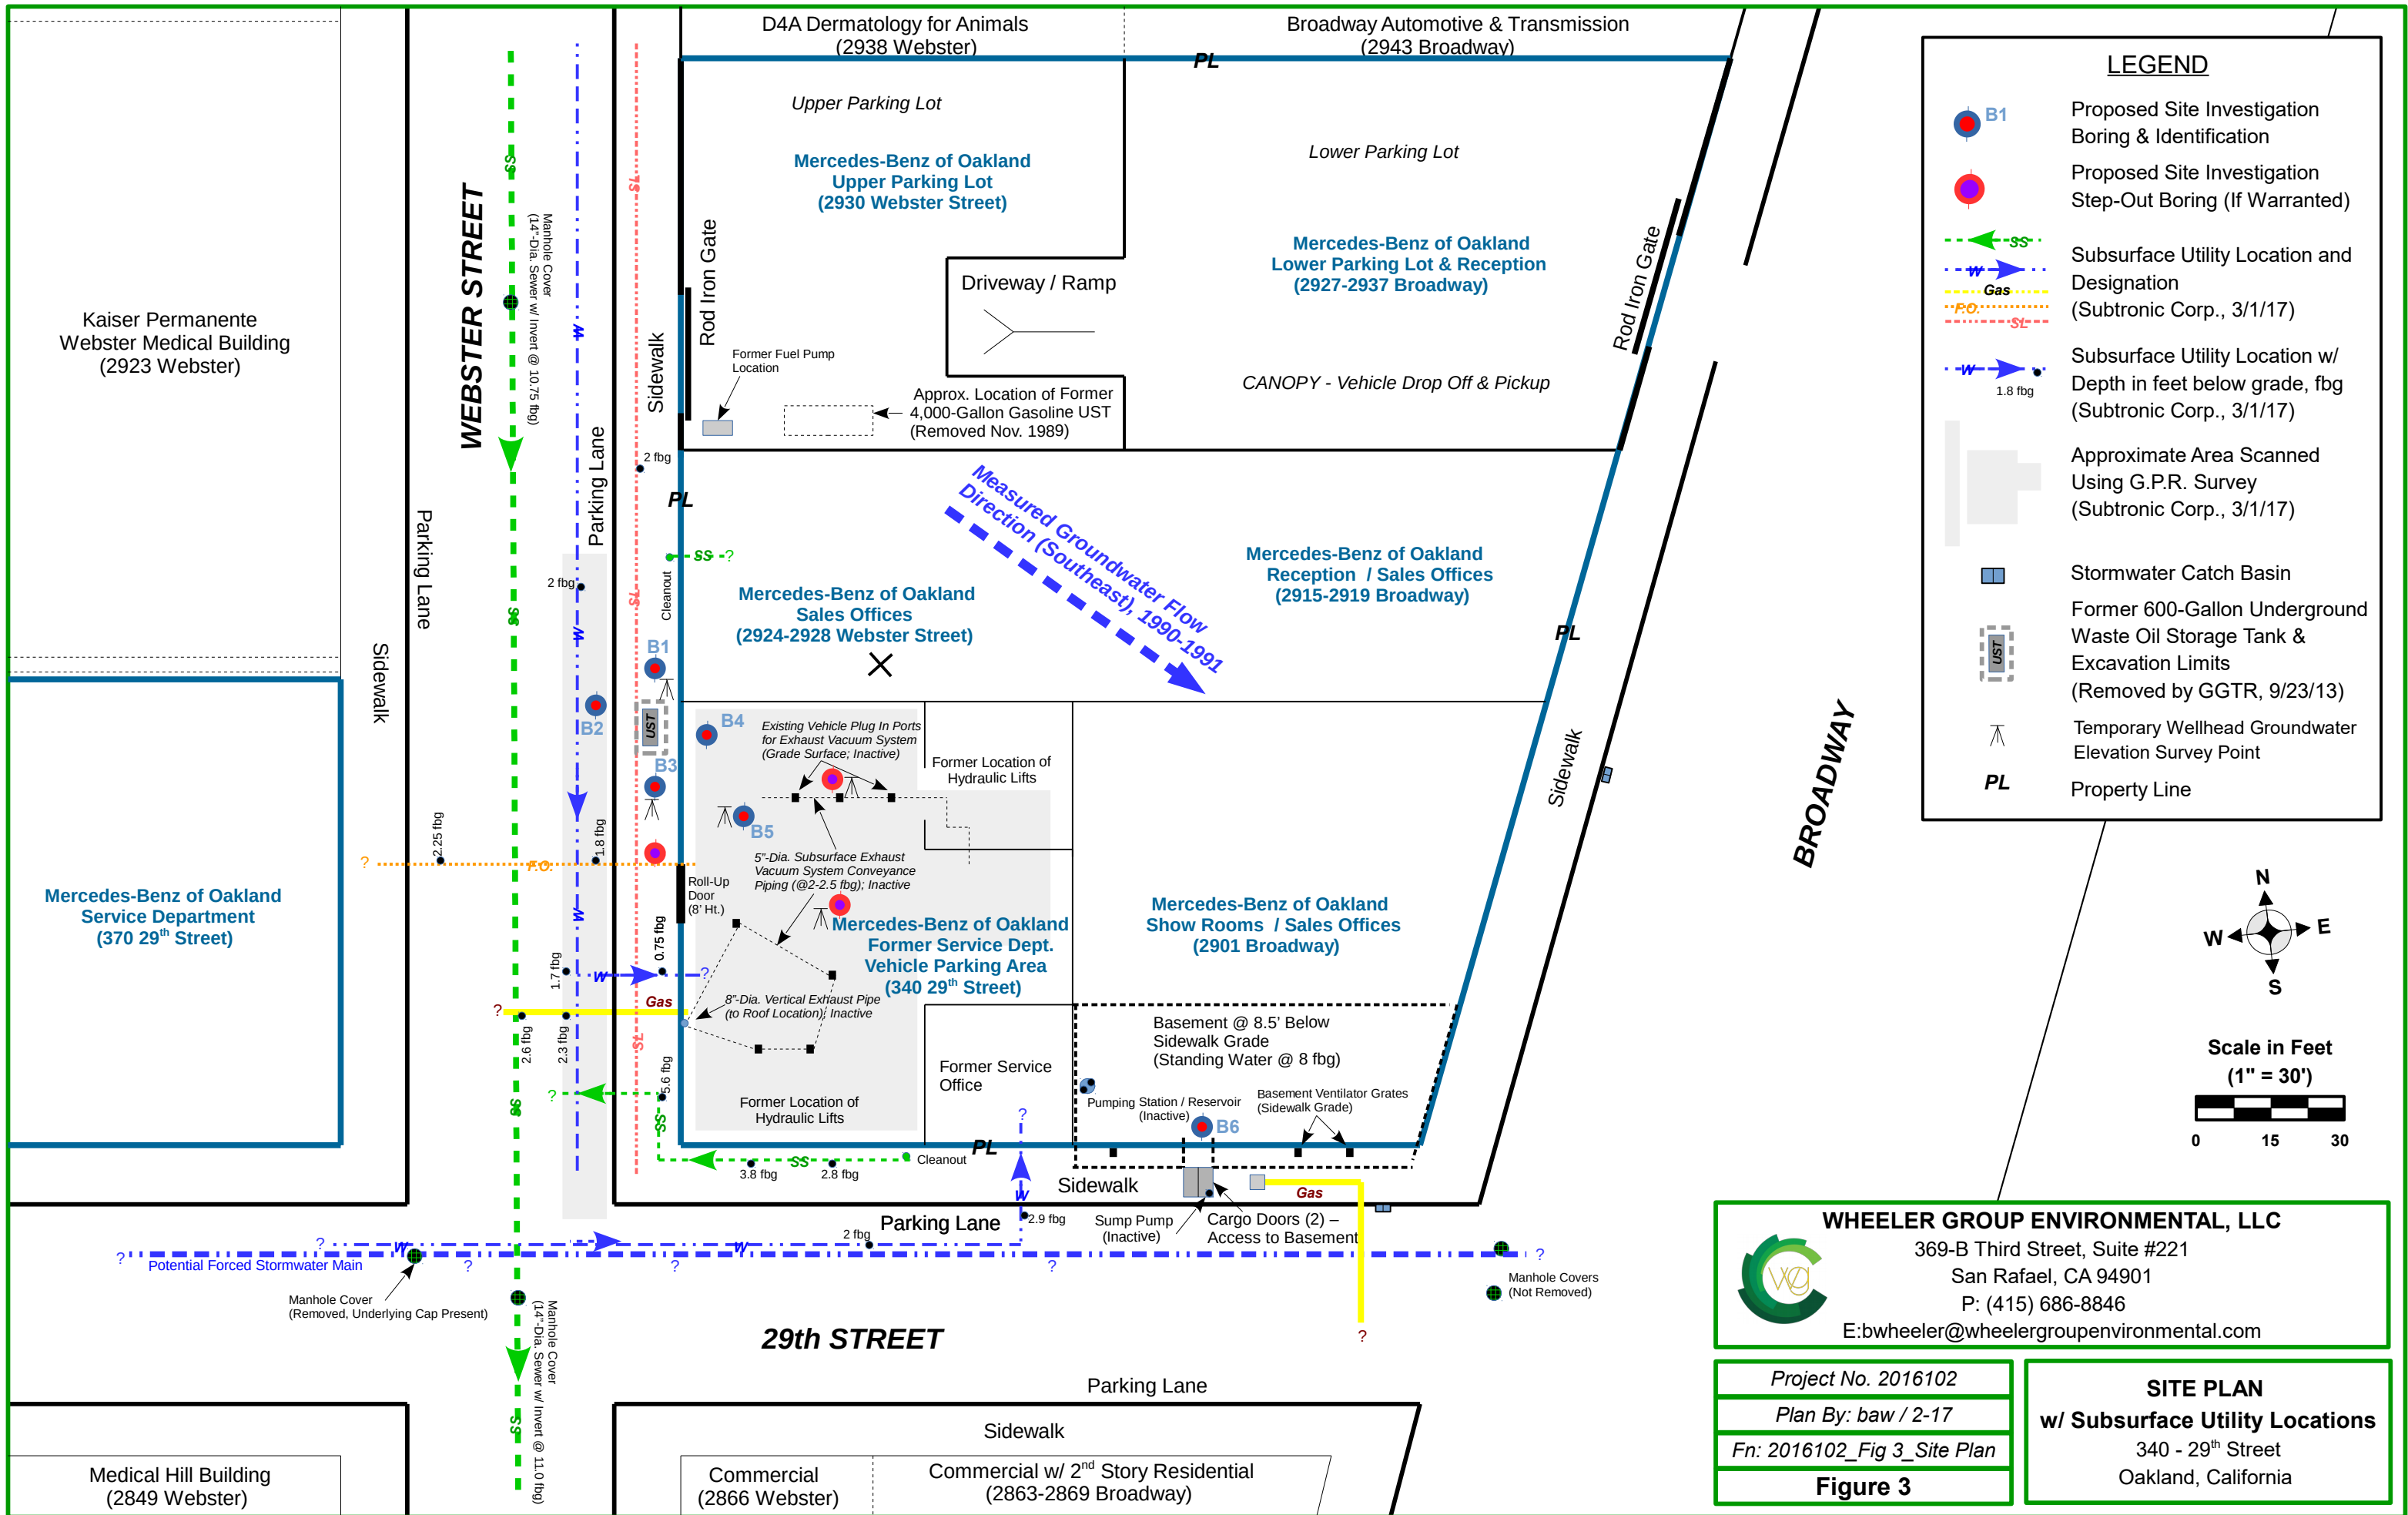 D4A Dermatology for Animals
(2938 Webster)
Broadway Automotive & Transmission
(2943 Broadway)
PL
Upper Parking Lot
Mercedes-Benz of Oakland
Upper Parking Lot
(2930 Webster Street)
Lower Parking Lot
Mercedes-Benz of Oakland
Lower Parking Lot & Reception
(2927-2937 Broadway)
Driveway / Ramp
Rod Iron Gate
Rod Iron Gate
CANOPY - Vehicle Drop Off & Pickup
Former Fuel Pump
Location
Approx. Location of Former
4,000-Gallon Gasoline UST
(Removed Nov. 1989)
Kaiser Permanente
Webster Medical Building
(2923 Webster)
WEBSTER STREET
SS
W
SL
Manhole Cover
(14"-Dia. Sewer w/ Invert @ 10.75 fbg)
Sidewalk
Parking Lane
Parking Lane
Sidewalk
2 fbg
PL
SS
?
Cleanout
2 fbg
SS
W
SL
Measured Groundwater Flow
Direction (Southeast), 1990-1991
Mercedes-Benz of Oakland
Sales Offices
(2924-2928 Webster Street)
Mercedes-Benz of Oakland
Reception / Sales Offices
(2915-2919 Broadway)
PL
Sidewalk
BROADWAY
B1
B2
UST
B3
B4
B5
Existing Vehicle Plug In Ports
for Exhaust Vacuum System
(Grade Surface; Inactive)
Former Location of
Hydraulic Lifts
5"-Dia. Subsurface Exhaust
Vacuum System Conveyance
Piping (@2-2.5 fbg); Inactive
2.25 fbg
1.8 fbg
?
F.O.
Roll-Up
Door
(8' Ht.)
Mercedes-Benz of Oakland
Service Department
(370 29th Street)
Mercedes-Benz of Oakland
Former Service Dept.
Vehicle Parking Area
(340 29th Street)
Mercedes-Benz of Oakland
Show Rooms / Sales Offices
(2901 Broadway)
W
1.7 fbg
0.75 fbg
W
?
Gas
?
2.6 fbg
2.3 fbg
SL
8"-Dia. Vertical Exhaust Pipe
(to Roof Location); Inactive
Basement @ 8.5' Below
Sidewalk Grade
(Standing Water @ 8 fbg)
Former Service
Office
Pumping Station / Reservoir
(Inactive)
Basement Ventilator Grates
(Sidewalk Grade)
B6
SS
?
5.6 fbg
SS
Former Location of
Hydraulic Lifts
?
PL
SS
Cleanout
3.8 fbg
2.8 fbg
W
Sidewalk
Gas
Parking Lane
2.9 fbg
Sump Pump
(Inactive)
Cargo Doors (2) –
Access to Basement
?
W
W
2 fbg
?
Potential Forced Stormwater Main
?
?
?
?
Manhole Cover
(Removed, Underlying Cap Present)
Manhole Covers
(Not Removed)
?
Manhole Cover
(14"-Dia. Sewer w/ Invert @ 11.0 fbg)
SS
29th STREET
Parking Lane
Sidewalk
Medical Hill Building
(2849 Webster)
Commercial
(2866 Webster)
Commercial w/ 2nd Story Residential
(2863-2869 Broadway)
LEGEND
B1
Proposed Site Investigation
Boring & Identification
Proposed Site Investigation
Step-Out Boring (If Warranted)
SS
W
Gas
F.O.
SL
Subsurface Utility Location and
Designation
(Subtronic Corp., 3/1/17)
W
1.8 fbg
Subsurface Utility Location w/
Depth in feet below grade, fbg
(Subtronic Corp., 3/1/17)
Approximate Area Scanned
Using G.P.R. Survey
(Subtronic Corp., 3/1/17)
Stormwater Catch Basin
UST
Former 600-Gallon Underground
Waste Oil Storage Tank &
Excavation Limits
(Removed by GGTR, 9/23/13)
Temporary Wellhead Groundwater
Elevation Survey Point
PL
Property Line
N
W
E
S
Scale in Feet
(1" = 30')
0 15 30
WHEELER GROUP ENVIRONMENTAL, LLC
369-B Third Street, Suite #221
San Rafael, CA 94901
P: (415) 686-8846
E:bwheeler@wheelergroupenvironmental.com
wg
Project No. 2016102
Plan By: baw / 2-17
Fn: 2016102_Fig 3_Site Plan
Figure 3
SITE PLAN
w/ Subsurface Utility Locations
340 - 29th Street
Oakland, California